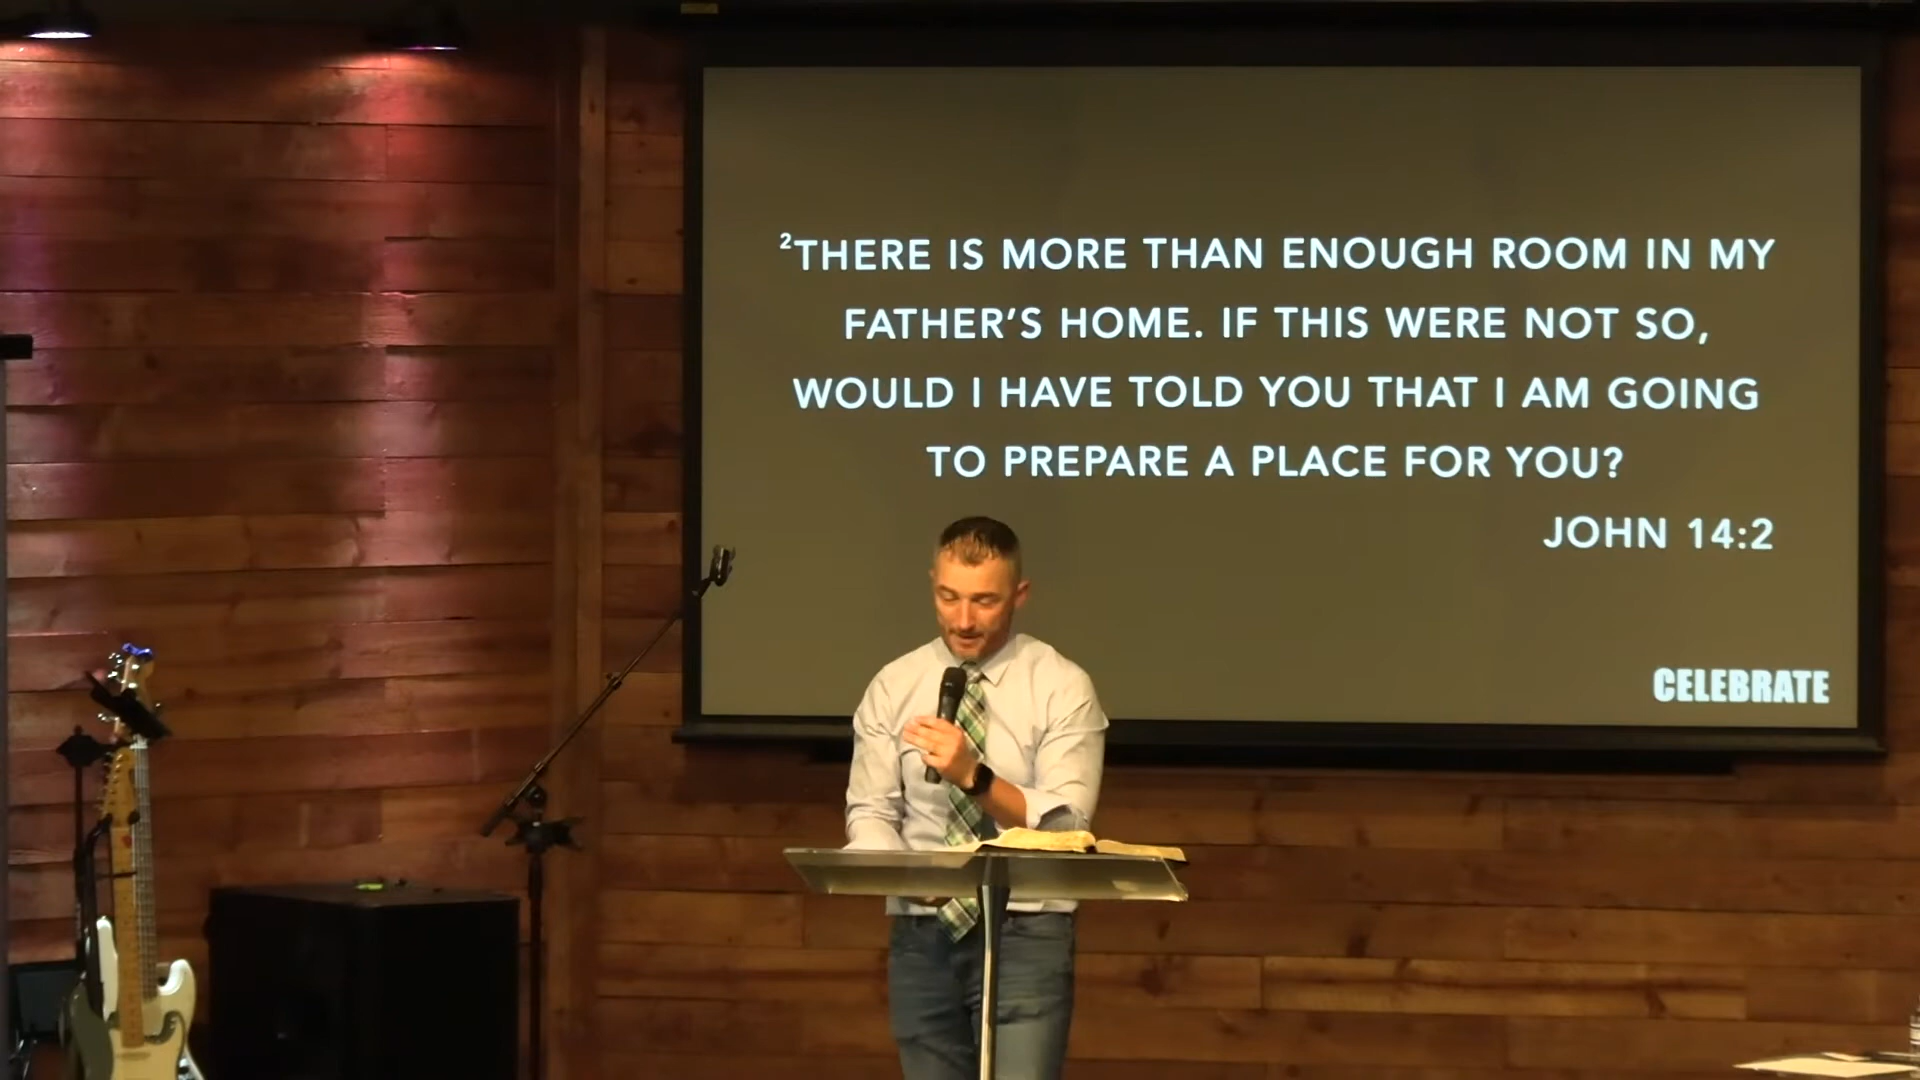 ²THERE IS MORE THAN ENOUGH ROOM IN MY
FATHER’S HOME. IF THIS WERE NOT SO,
WOULD I HAVE TOLD YOU THAT I AM GOING
TO PREPARE A PLACE FOR YOU?
JOHN 14:2
CELEBRATE